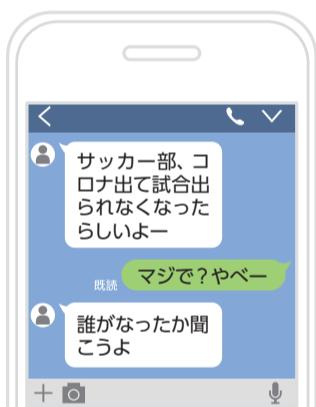 サッカー部、コ
ロナ出て試合出
られなくなった
らしいよー
既読 マジで?やべー
誰がなったか聞
こうよ